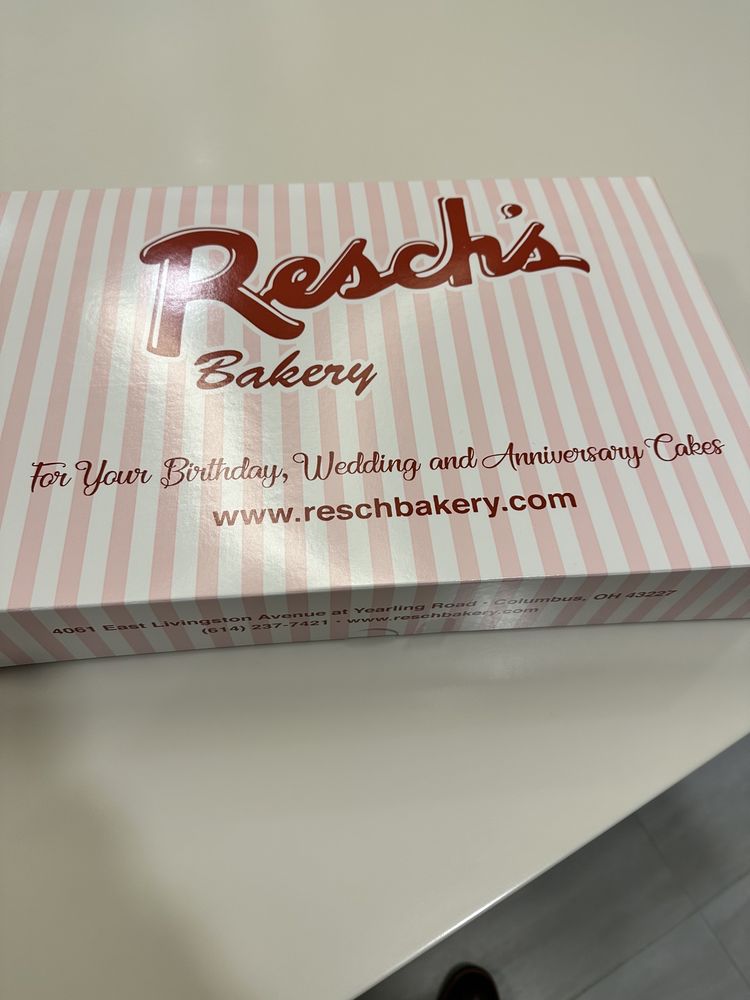 Resch's
Bakery
For Your Birthday, Wedding and Anniversary Cakes
www.reschbakery.com
4061 East Livingston Avenue at Yearling Road • Columbus, OH 43227
(614) 237-7421 • www.reschbakery.com